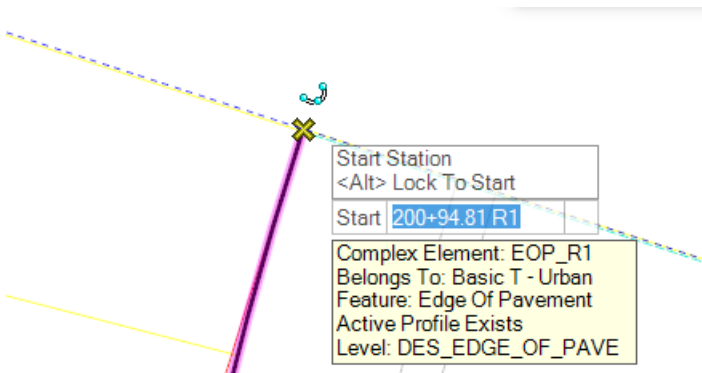 Start Station
<Alt> Lock To Start
Start 200+94.81 R1
Complex Element: EOP_R1
Belongs To: Basic T - Urban
Feature: Edge Of Pavement
Active Profile Exists
Level: DES_EDGE_OF_PAVE